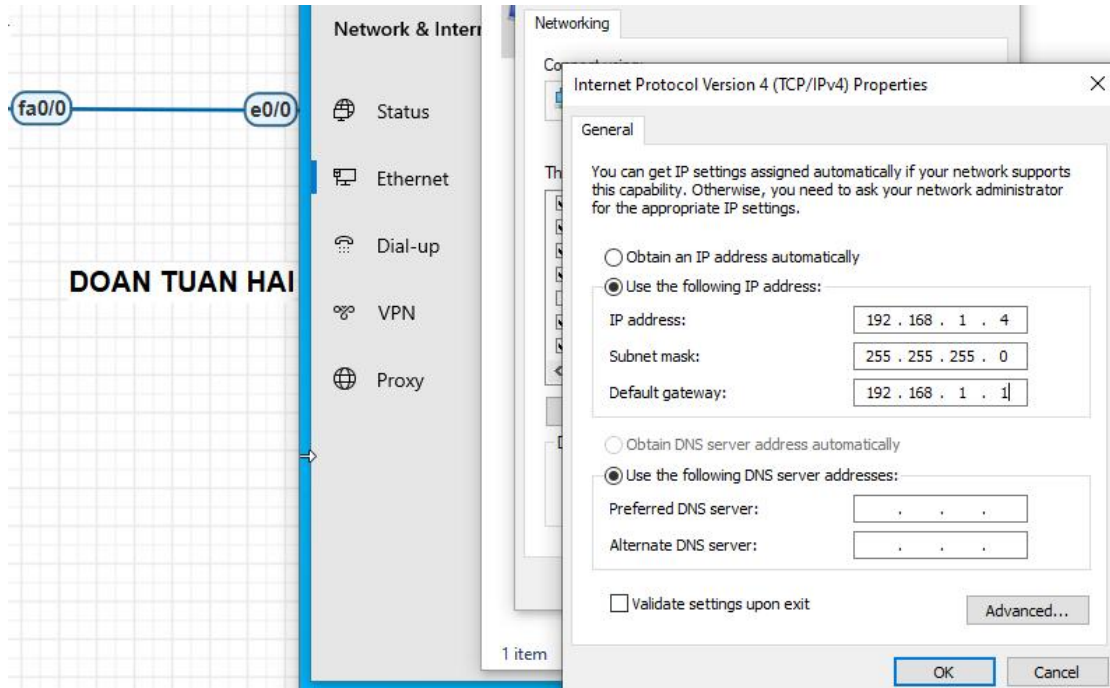 fa0/0
e0/0
DOAN TUAN HAI
Status
Ethernet
Dial-up
VPN
Proxy
Networking
Internet Protocol Version 4 (TCP/IPv4) Properties
General
You can get IP settings assigned automatically if your network supports
this capability. Otherwise, you need to ask your network administrator
for the appropriate IP settings.
Obtain an IP address automatically
Use the following IP address:
IP address: 192 . 168 . 1 . 4
Subnet mask: 255 . 255 . 255 . 0
Default gateway: 192 . 168 . 1 . 1
Obtain DNS server address automatically
Use the following DNS server addresses:
Preferred DNS server: . . .
Alternate DNS server: . . .
Validate settings upon exit
Advanced...
1 item
OK
Cancel
Network &